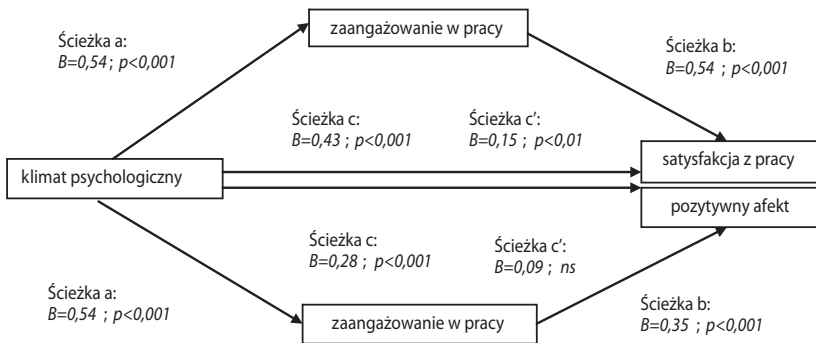 zaangażowanie w pracy
Ścieżka a:
B=0,54 ; p<0,001
Ścieżka b:
B=0,54 ; p<0,001
Ścieżka c:
B=0,43 ; p<0,001
Ścieżka c’:
B=0,15 ; p<0,01
klimat psychologiczny
satysfakcja z pracy
pozytywny afekt
Ścieżka c:
B=0,28 ; p<0,001
Ścieżka c’:
B=0,09 ; ns
Ścieżka a:
B=0,54 ; p<0,001
zaangażowanie w pracy
Ścieżka b:
B=0,35 ; p<0,001